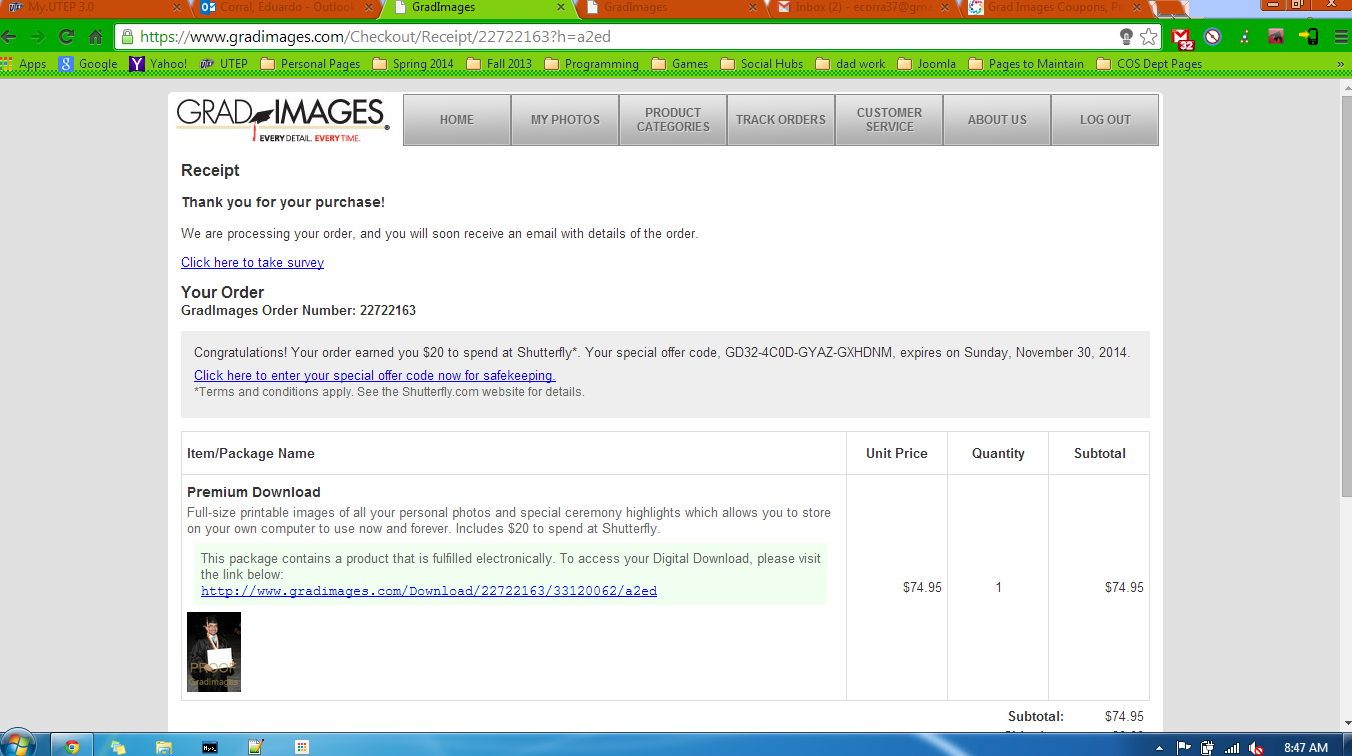 My.UTEP 3.0
Corral, Eduardo - Outlook
GradImages
GradImages
Inbox (2) - ecorra37@gm
Grad Images Coupons, P
https://www.gradimages.com/Checkout/Receipt/22722163?h=a2ed
32
Apps
Google
Yahoo!
UTEP
Personal Pages
Spring 2014
Fall 2013
Programming
Games
Social Hubs
dad work
Joomla
Pages to Maintain
COS Dept Pages
»
GRAD IMAGES®
EVERY DETAIL. EVERY TIME.
HOME
MY PHOTOS
PRODUCT
CATEGORIES
TRACK ORDERS
CUSTOMER
SERVICE
ABOUT US
LOG OUT
Receipt
Thank you for your purchase!
We are processing your order, and you will soon receive an email with details of the order.
Click here to take survey
Your Order
GradImages Order Number: 22722163
Congratulations! Your order earned you $20 to spend at Shutterfly*. Your special offer code, GD32-4C0D-GYAZ-GXHDNM, expires on Sunday, November 30, 2014.
Click here to enter your special offer code now for safekeeping.
*Terms and conditions apply. See the Shutterfly.com website for details.
Item/Package Name
Unit Price
Quantity
Subtotal
Premium Download
Full-size printable images of all your personal photos and special ceremony highlights which allows you to store
on your own computer to use now and forever. Includes $20 to spend at Shutterfly.
This package contains a product that is fulfilled electronically. To access your Digital Download, please visit
the link below:
http://www.gradimages.com/Download/22722163/33120062/a2ed
$74.95
1
$74.95
PROOF
GradImages
Subtotal:
$74.95
8:47 AM